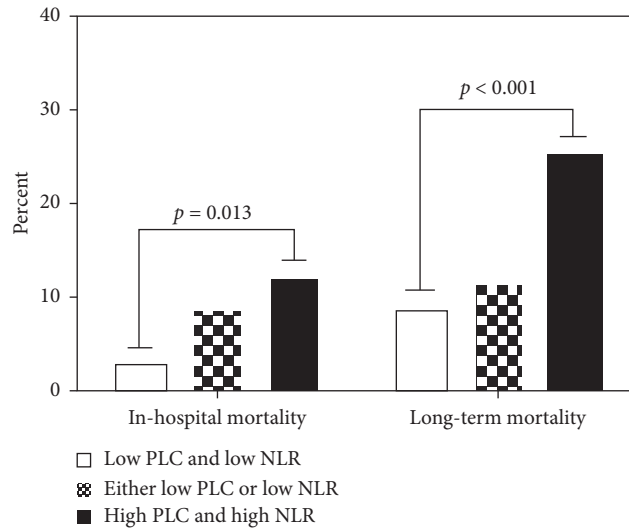 40
30
20
10
0
Percent
p = 0.013
p < 0.001
In-hospital mortality
Long-term mortality
Low PLC and low NLR
Either low PLC or low NLR
High PLC and high NLR